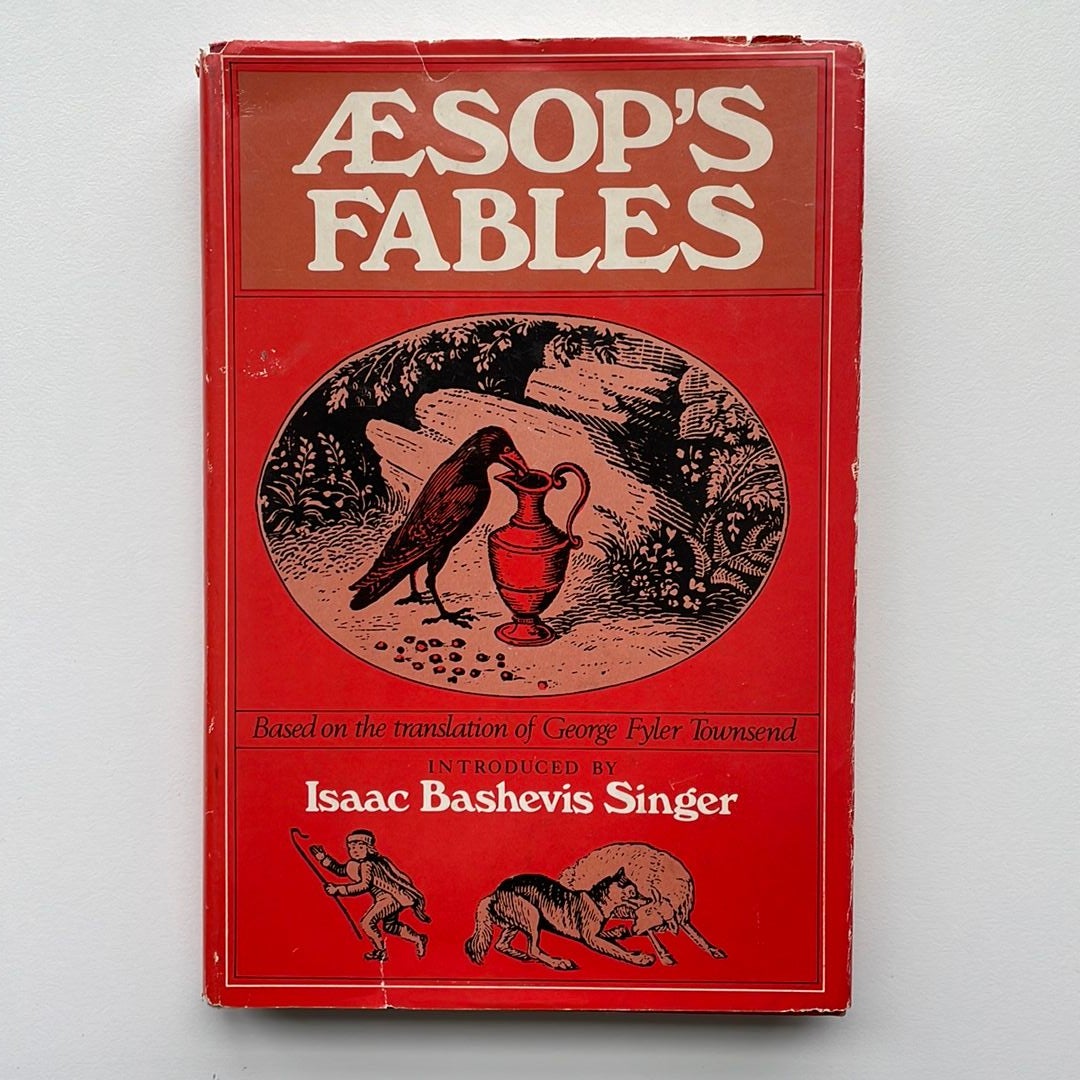 ÆSOP'S
FABLES
Based on the translation of George Fyler Townsend
INTRODUCED BY
Isaac Bashevis Singer